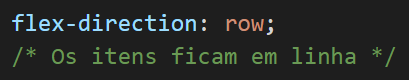 flex-direction: row;
/* Os itens ficam em linha */